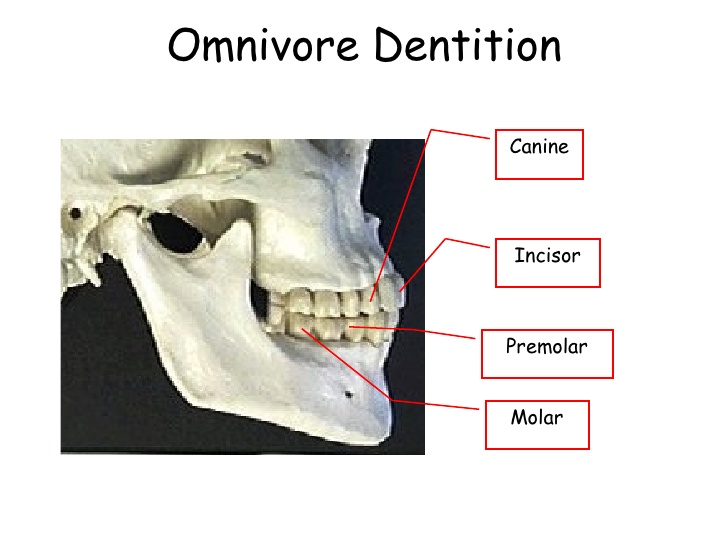 Omnivore Dentition
Canine
Incisor
Premolar
Molar